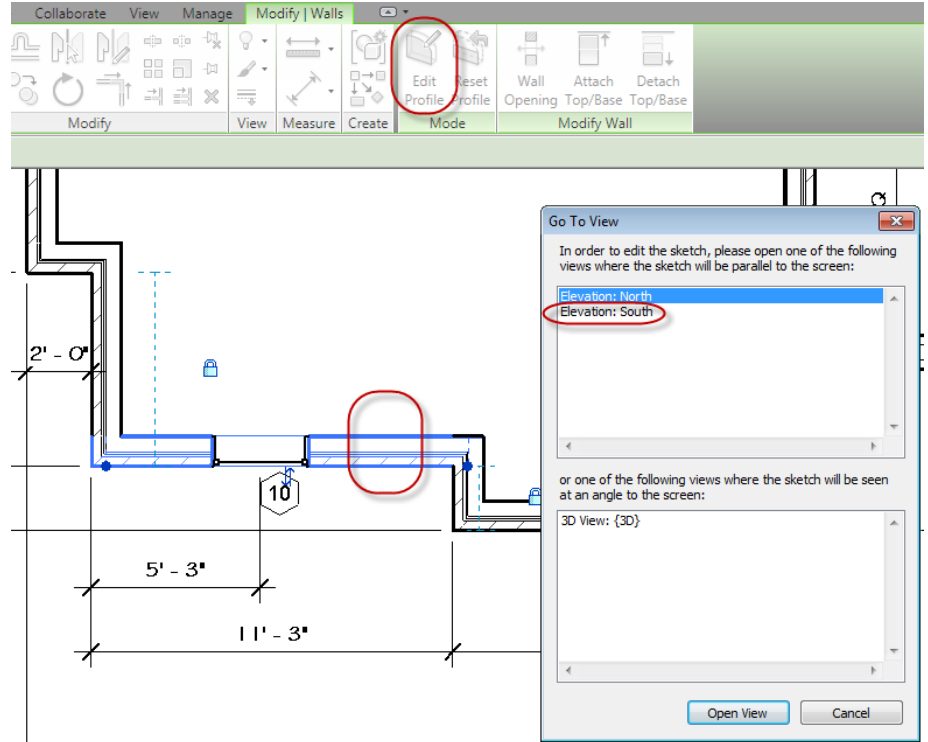 Collaborate View Manage Modify | Walls
Edit Profile
Reset Profile
Wall Opening
Attach Top/Base
Detach Top/Base
Modify View Measure Create Mode Modify Wall
Go To View
In order to edit the sketch, please open one of the following
views where the sketch will be parallel to the screen:
Elevation: North
Elevation: South
or one of the following views where the sketch will be seen
at an angle to the screen:
3D View: {3D}
Open View Cancel
2' - 0"
10
5' - 3"
11' - 3"